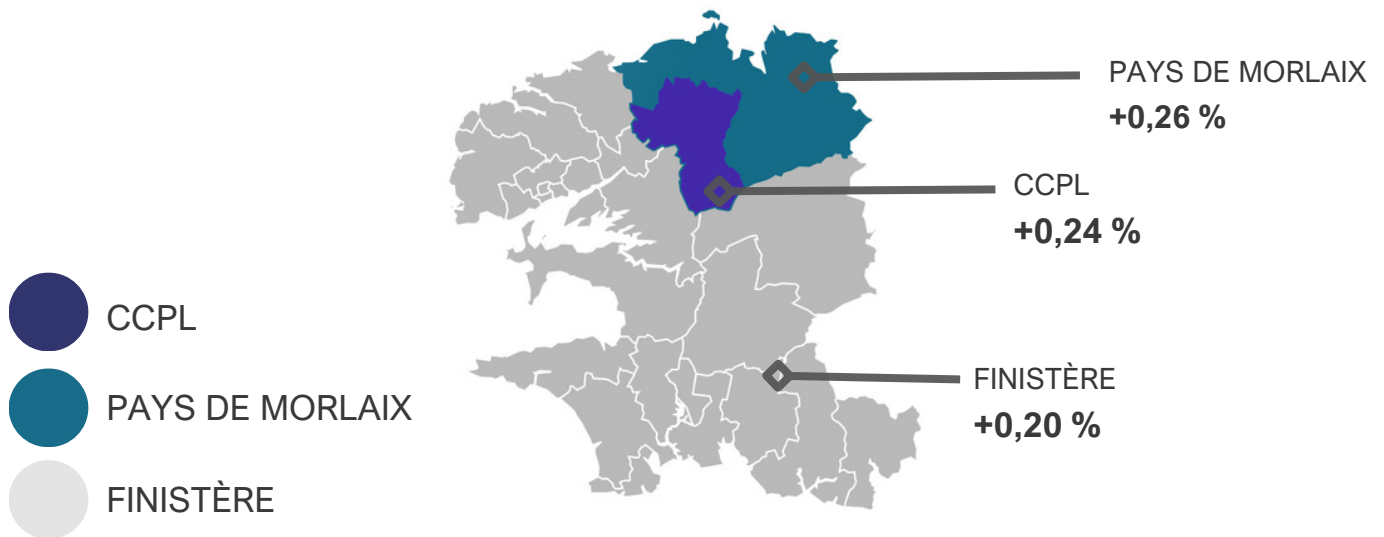 PAYS DE MORLAIX
+0,26 %
CCPL
+0,24 %
FINISTÈRE
+0,20 %
CCPL
PAYS DE MORLAIX
FINISTÈRE